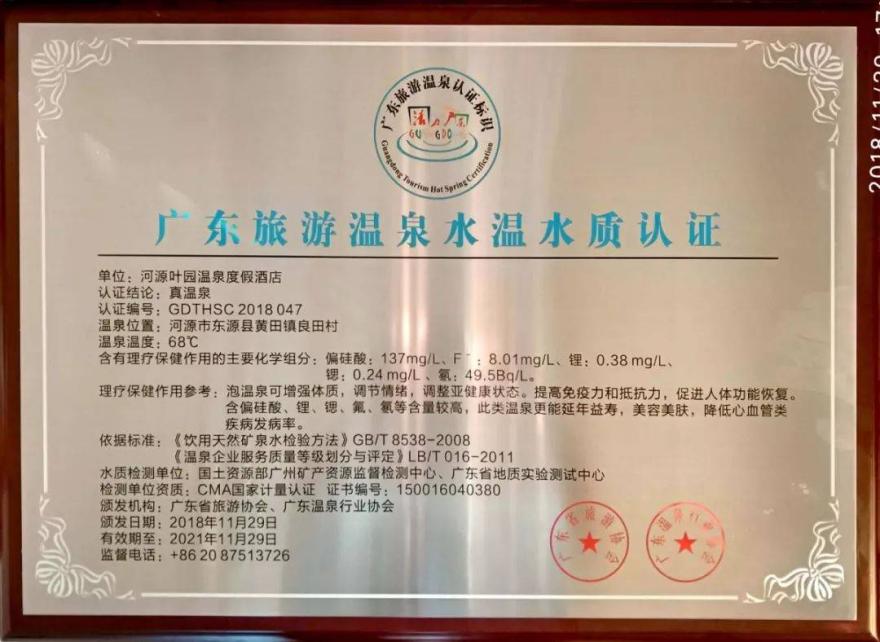 广东旅游温泉认证标识
Guangdong Tourism Hot Spring Certification
广东旅游温泉水温水质认证
单位：河源叶园温泉度假酒店
认证结论：真温泉
认证编号：GDTHSC 2018 047
温泉位置：河源市东源县黄田镇良田村
温泉温度：68℃
含有理疗保健作用的主要化学组分：偏硅酸：137mg/L、F⁻：8.01mg/L、锂：0.38 mg/L、
锶：0.24 mg/L、氡：49.5Bq/L。
理疗保健作用参考：泡温泉可增强体质，调节情绪，调整亚健康状态。提高免疫力和抵抗力，促进人体功能恢复。
含偏硅酸、锂、锶、氟、氡等含量较高，此类温泉更能延年益寿，美容美肤，降低心血管类
疾病发病率。
依据标准：《饮用天然矿泉水检验方法》GB/T 8538-2008
《温泉企业服务质量等级划分与评定》LB/T 016-2011
水质检测单位：国土资源部广州矿产资源监督检测中心、广东省地质实验测试中心
检测单位资质：CMA国家计量认证 证书编号：150016040380
颁发机构：广东省旅游协会、广东温泉行业协会
颁发日期：2018年11月29日
有效期至：2021年11月29日
监督电话：+86 20 87513726
广东省旅游协会
广东温泉行业协会
2018/11/29